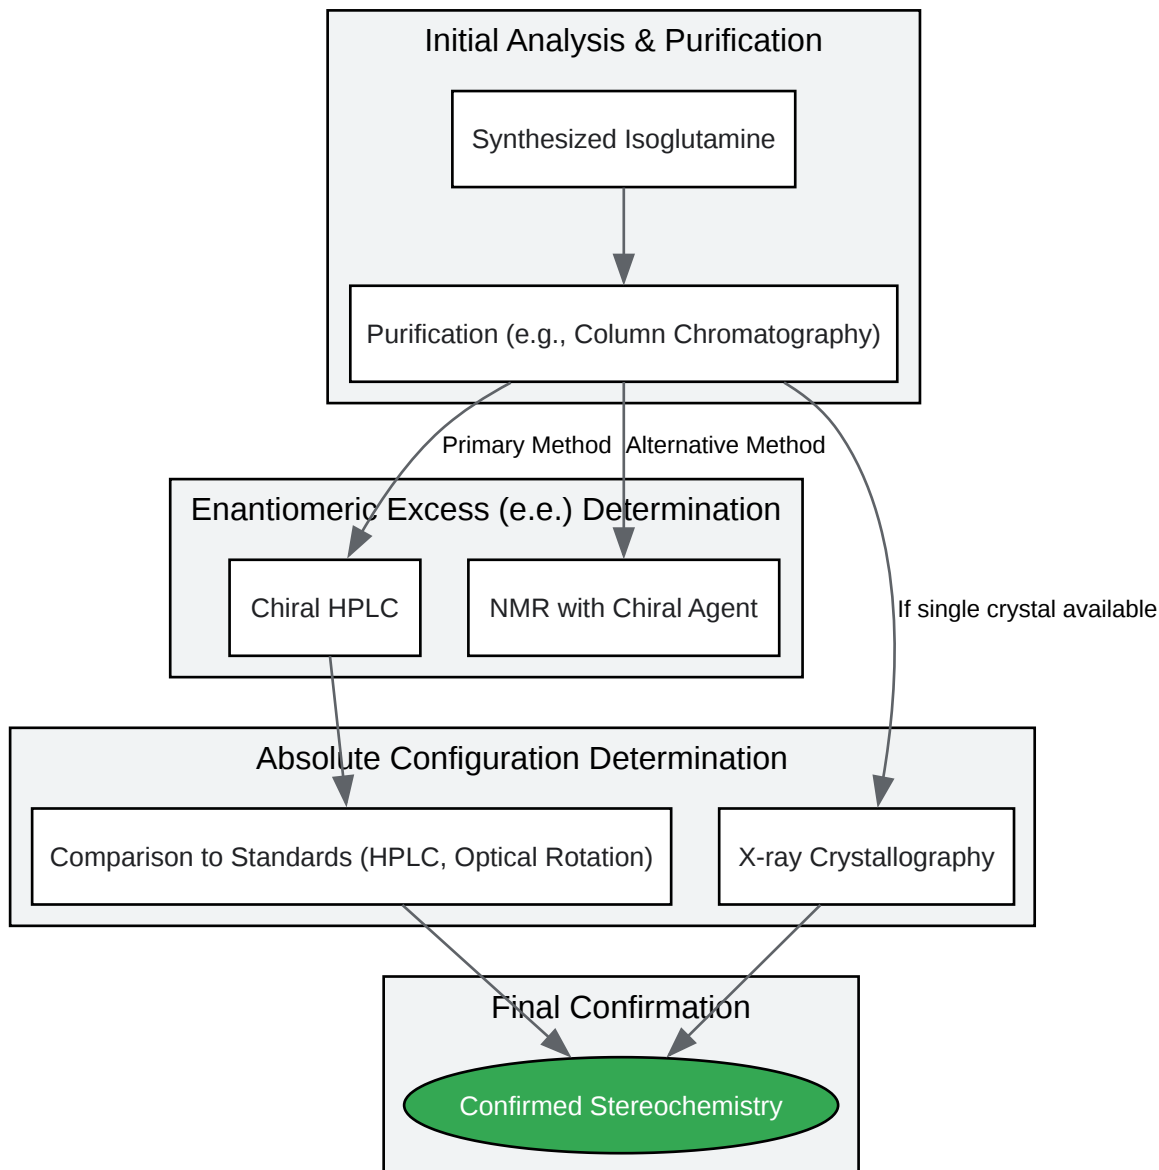 Initial Analysis & Purification
Synthesized Isoglutamine
Purification (e.g., Column Chromatography)
Primary Method
Alternative Method
Enantiomeric Excess (e.e.) Determination
Chiral HPLC
NMR with Chiral Agent
If single crystal available
Absolute Configuration Determination
Comparison to Standards (HPLC, Optical Rotation)
X-ray Crystallography
Final Confirmation
Confirmed Stereochemistry